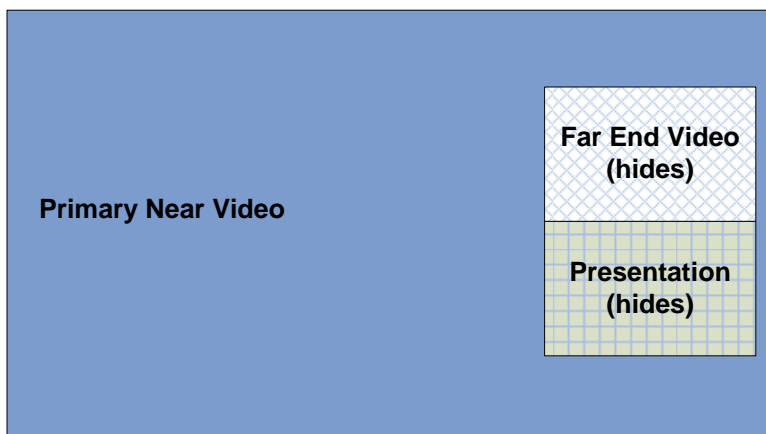 Far End Video
(hides)
Primary Near Video
Presentation
(hides)